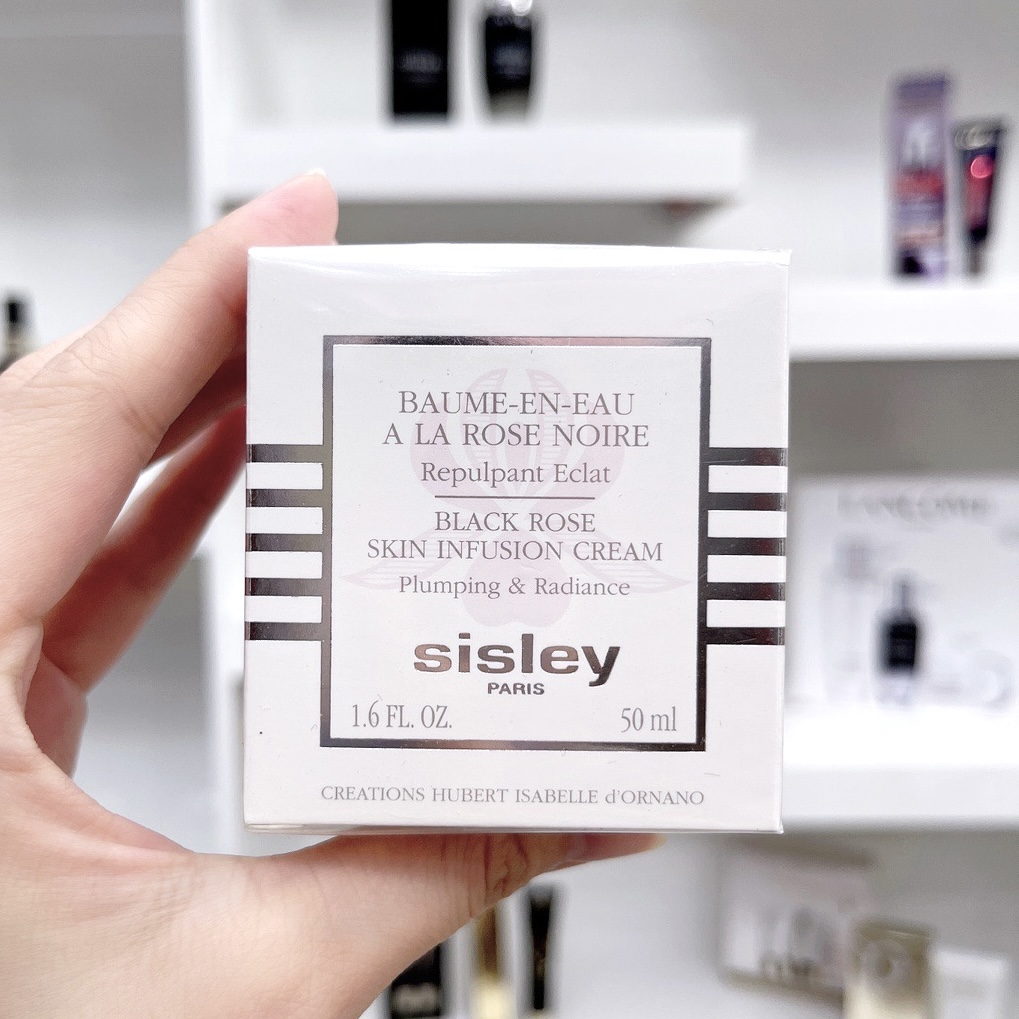 BAUME-EN-EAU
A LA ROSE NOIRE
Repulpant Eclat
BLACK ROSE
SKIN INFUSION CREAM
Plumping & Radiance
sisley
PARIS
1.6 FL. OZ. 50 ml
CREATIONS HUBERT ISABELLE d'ORNANO
LANCÔME